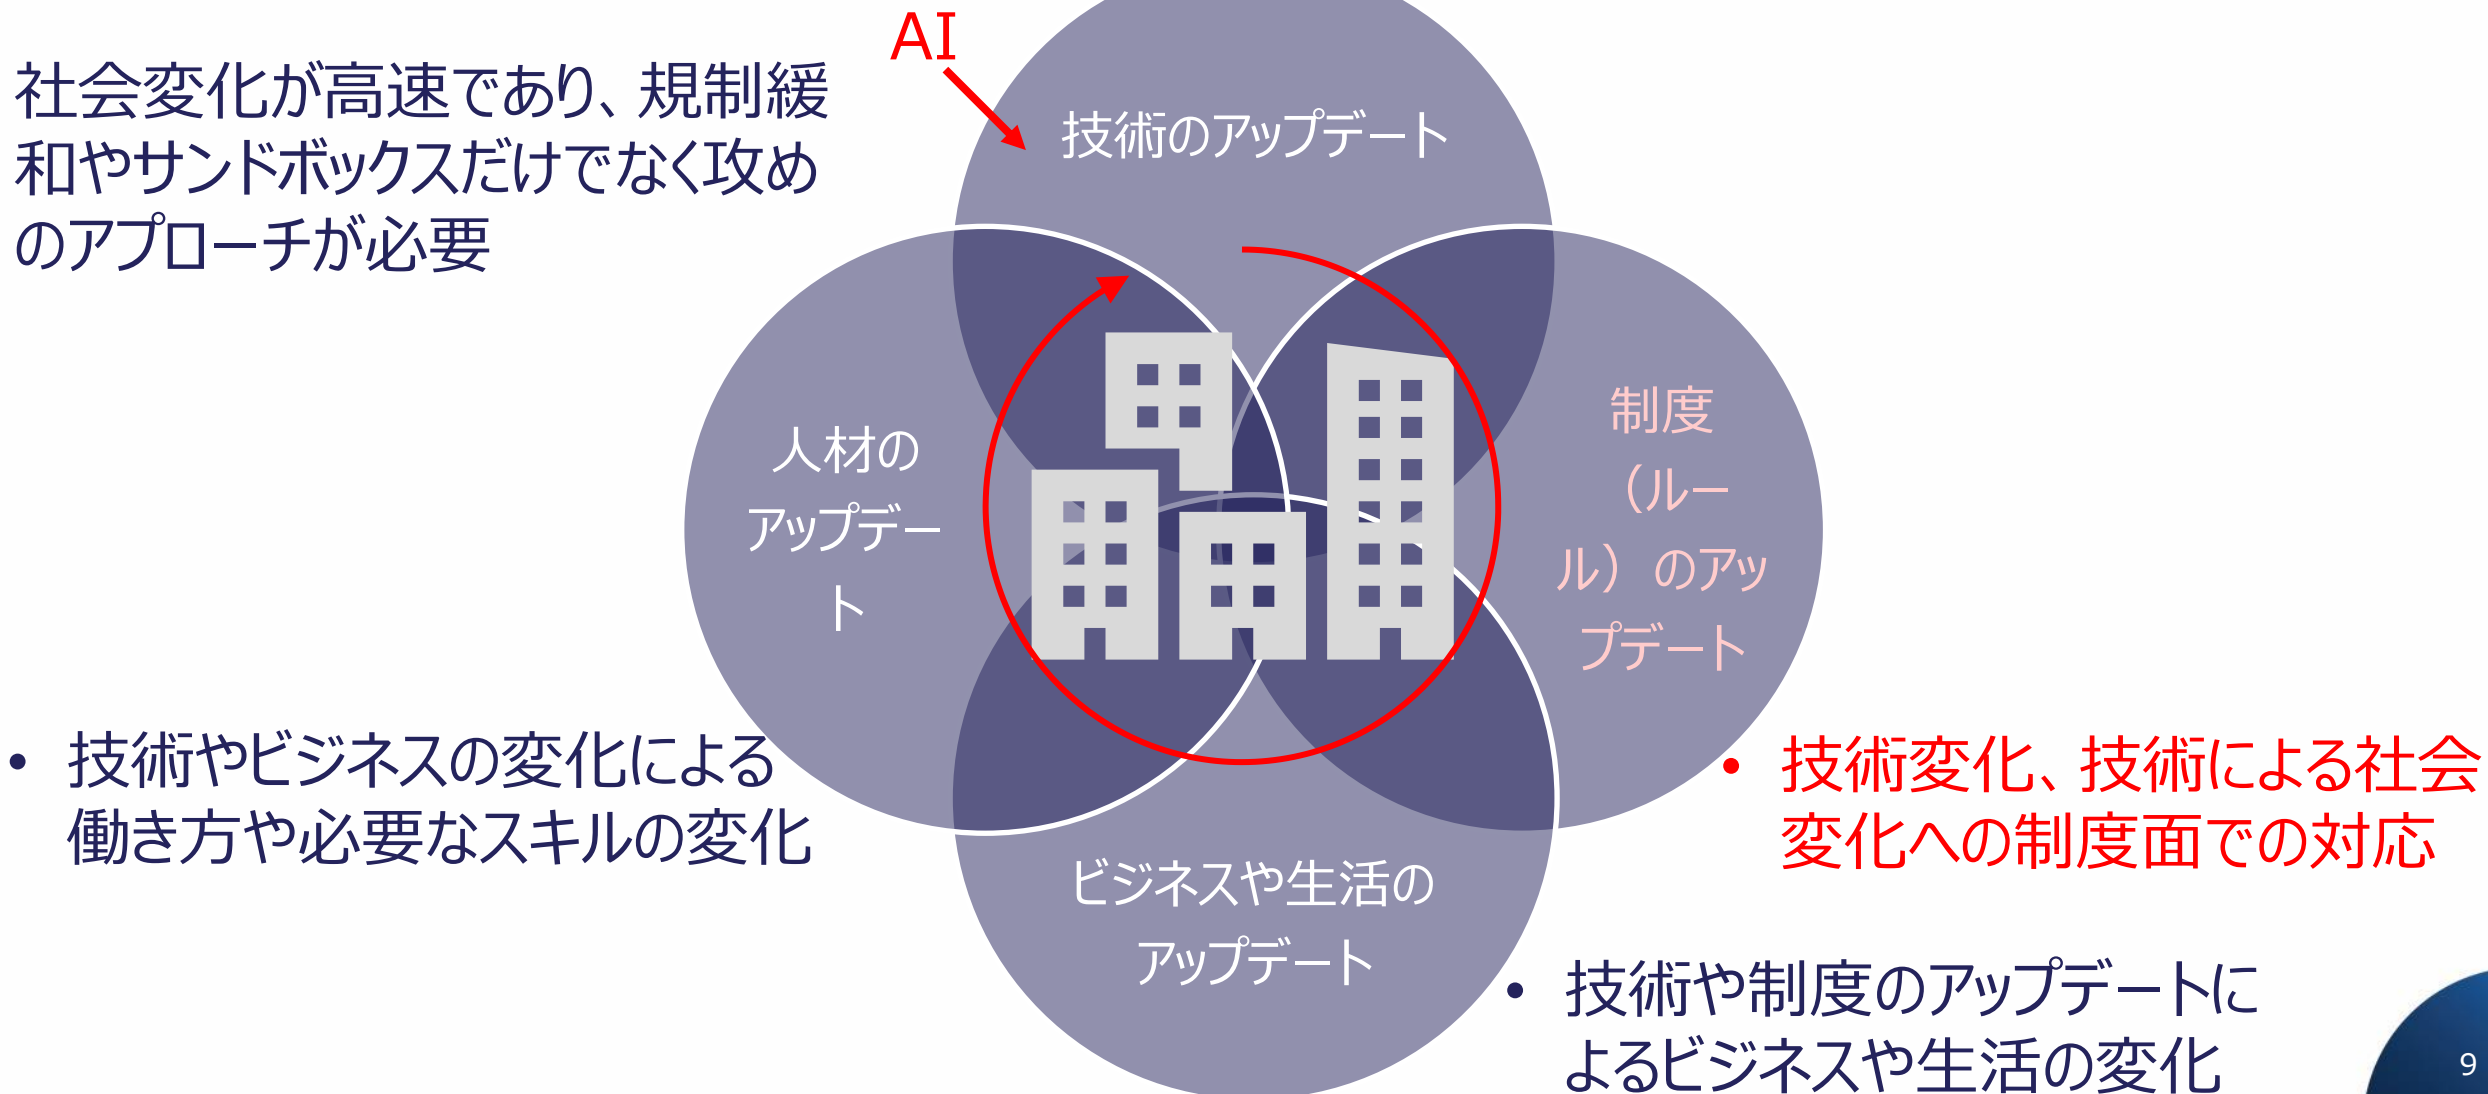 AI
社会変化が高速であり、規制緩
和やサンドボックスだけでなく攻め
のアプローチが必要
技術のアップデート
制度
（ルー
ル）のアッ
プデート
人材の
アップデー
ト
• 技術やビジネスの変化による
働き方や必要なスキルの変化
• 技術変化、技術による社会
変化への制度面での対応
ビジネスや生活の
アップデート
• 技術や制度のアップデートに
よるビジネスや生活の変化
9